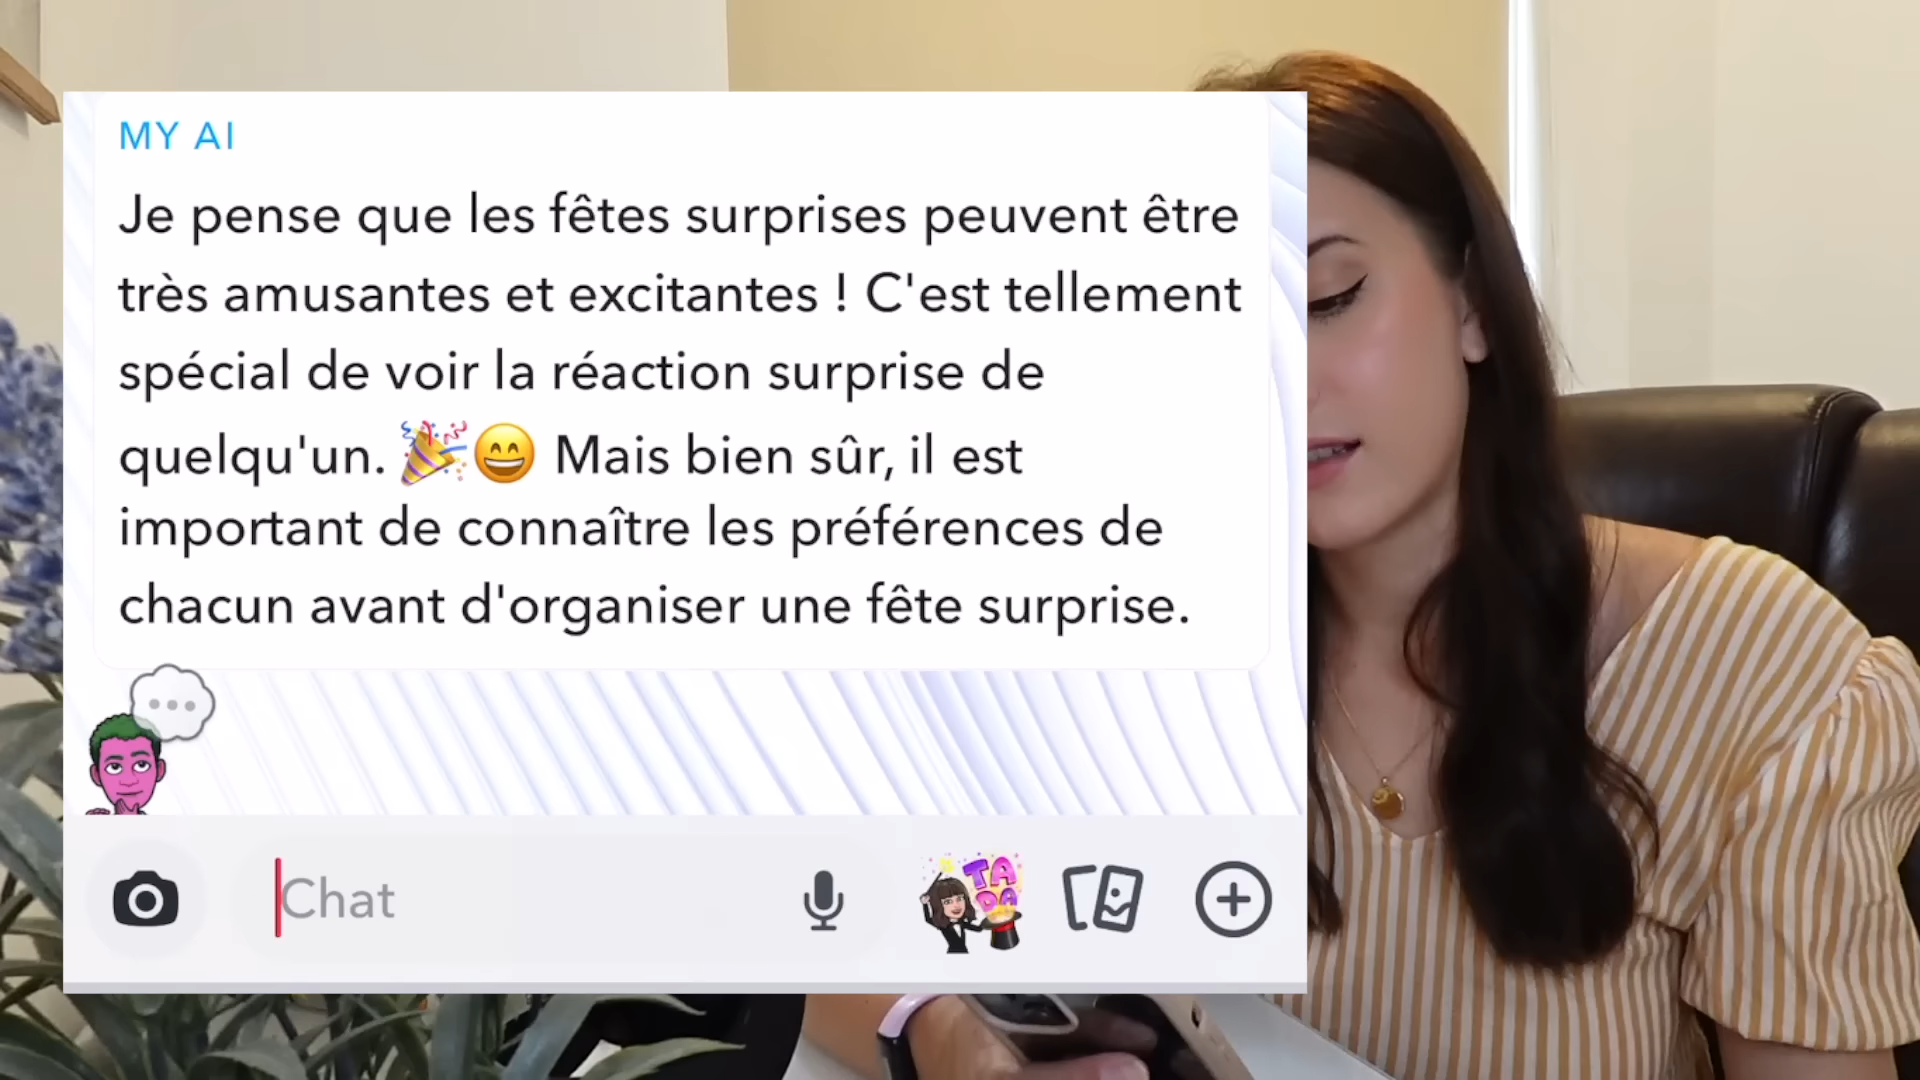 MY AI
Je pense que les fêtes surprises peuvent être
très amusantes et excitantes ! C'est tellement
spécial de voir la réaction surprise de
quelqu'un. 🎉😄 Mais bien sûr, il est
important de connaître les préférences de
chacun avant d'organiser une fête surprise.
Chat
TA
DA